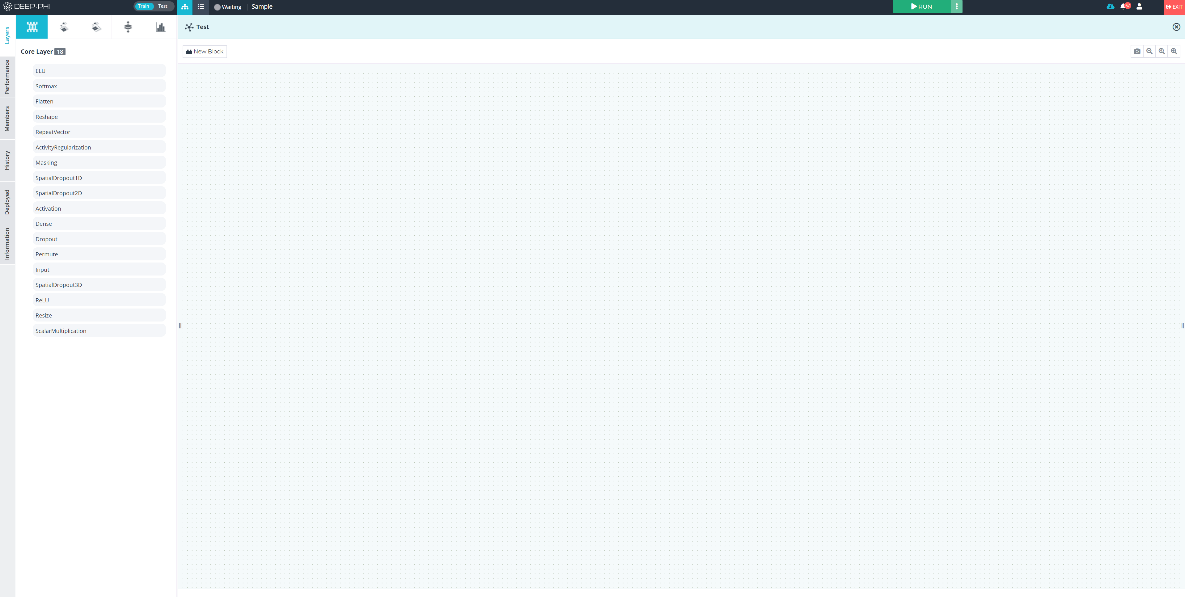 DEEP:PHI
Train Test
Waiting Sample
RUN
EXIT
Test
New Block
Layers
Performance
Members
History
Deployed
Information
Core Layer 18
ELU
Softmax
Flatten
Reshape
RepeatVector
ActivityRegularization
Masking
SpatialDropout1D
SpatialDropout2D
Activation
Dense
Dropout
Permute
Input
SpatialDropout3D
ReLU
Resize
ScalarMultiplication